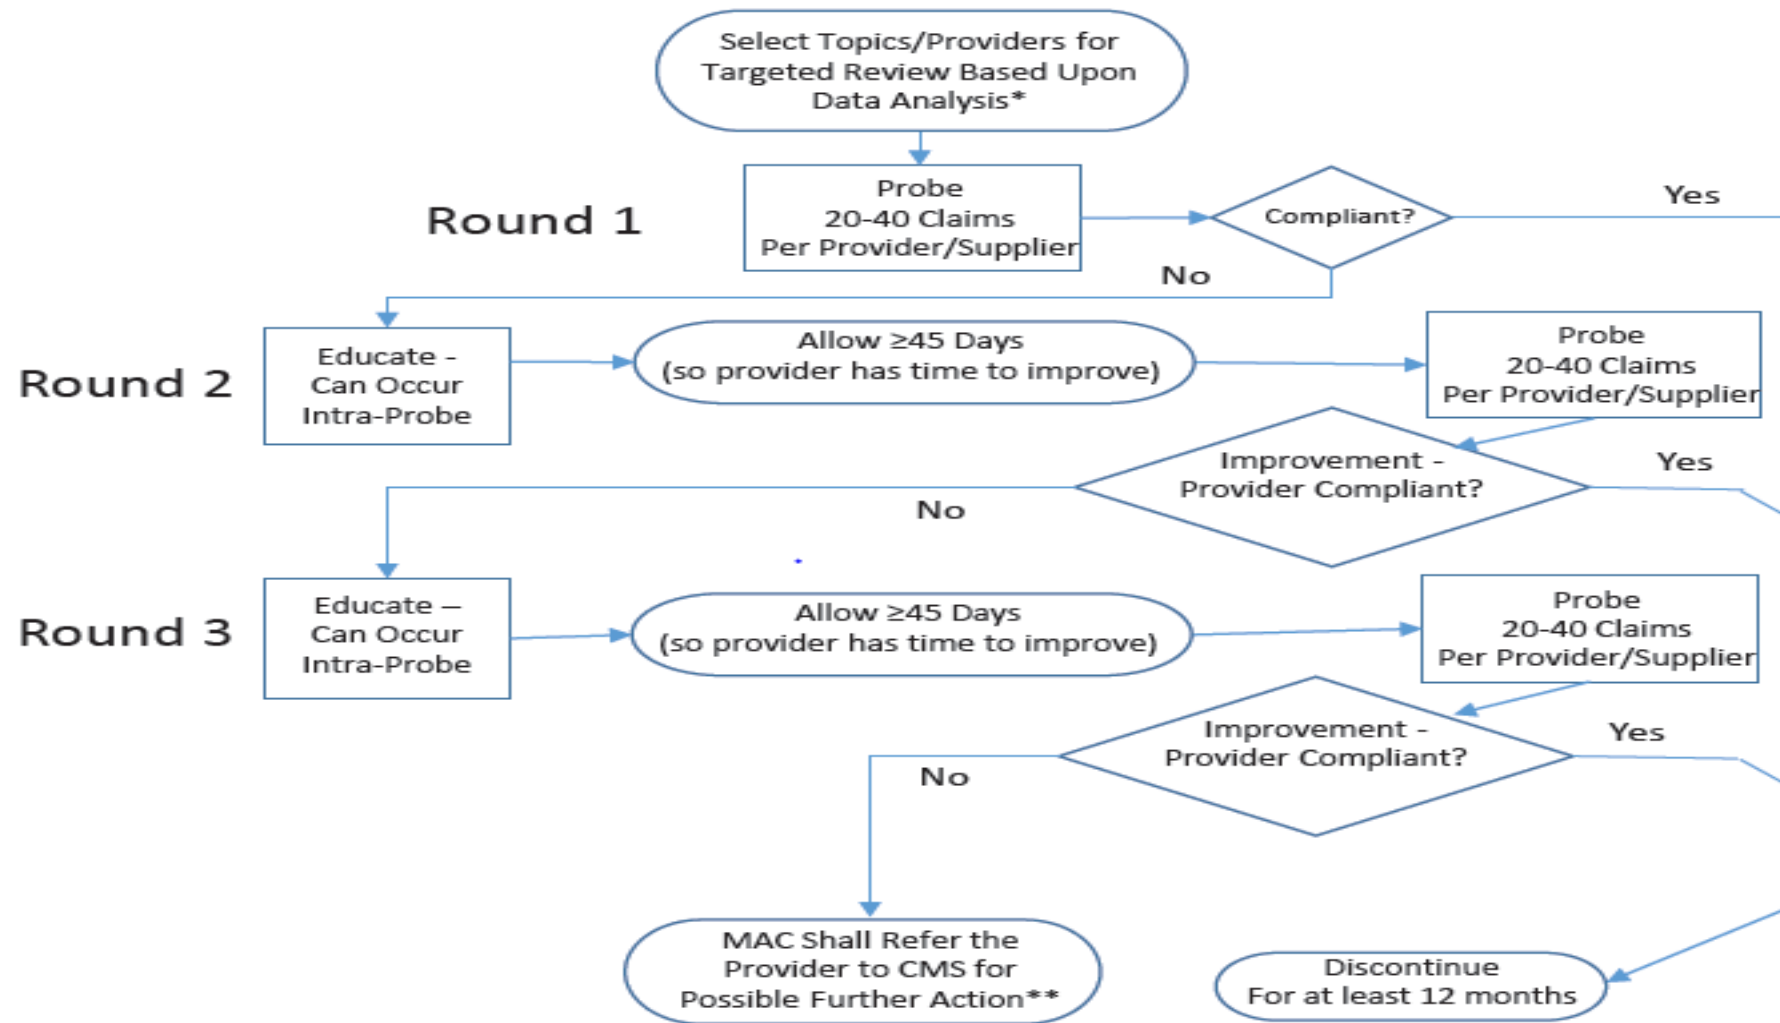 Select Topics/Providers for
Targeted Review Based Upon
Data Analysis*
Round 1
Probe
20-40 Claims
Per Provider/Supplier
Compliant?
Yes
No
Round 2
Educate -
Can Occur
Intra-Probe
Allow ≥45 Days
(so provider has time to improve)
Probe
20-40 Claims
Per Provider/Supplier
Improvement -
Provider Compliant?
Yes
No
Round 3
Educate –
Can Occur
Intra-Probe
Allow ≥45 Days
(so provider has time to improve)
Probe
20-40 Claims
Per Provider/Supplier
Improvement -
Provider Compliant?
Yes
No
MAC Shall Refer the
Provider to CMS for
Possible Further Action**
Discontinue
For at least 12 months